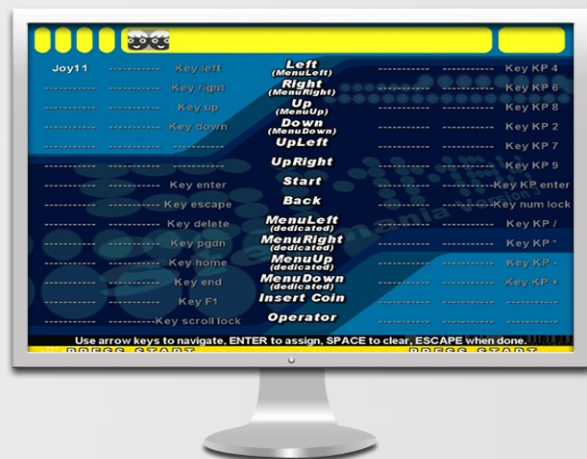 Joy11 ----------- Key left Left ----------- ----------- Key KP 4
(MenuLeft)
----------- ----------- Key right Right ----------- ----------- Key KP 6
(MenuRight)
----------- ----------- Key up Up ----------- ----------- Key KP 8
(MenuUp)
----------- ----------- Key down Down ----------- ----------- Key KP 2
(MenuDown)
----------- ----------- ----------- UpLeft ----------- ----------- Key KP 7
----------- ----------- ----------- UpRight ----------- ----------- Key KP 9
----------- ----------- Key enter Start ----------- ----------- Key KP enter
----------- ----------- Key escape Back ----------- ----------- Key num lock
----------- ----------- Key delete MenuLeft ----------- ----------- Key KP /
(dedicated)
----------- ----------- Key pgdn MenuRight ----------- ----------- Key KP *
(dedicated)
----------- ----------- Key home MenuUp ----------- ----------- Key KP -
(dedicated)
----------- ----------- Key end MenuDown ----------- ----------- Key KP +
(dedicated)
----------- ----------- Key F1 Insert Coin ----------- ----------- -----------
----------- ----------- Key scroll lock Operator ----------- ----------- -----------
Use arrow keys to navigate, ENTER to assign, SPACE to clear, ESCAPE when done.
PRESS START PRESS START